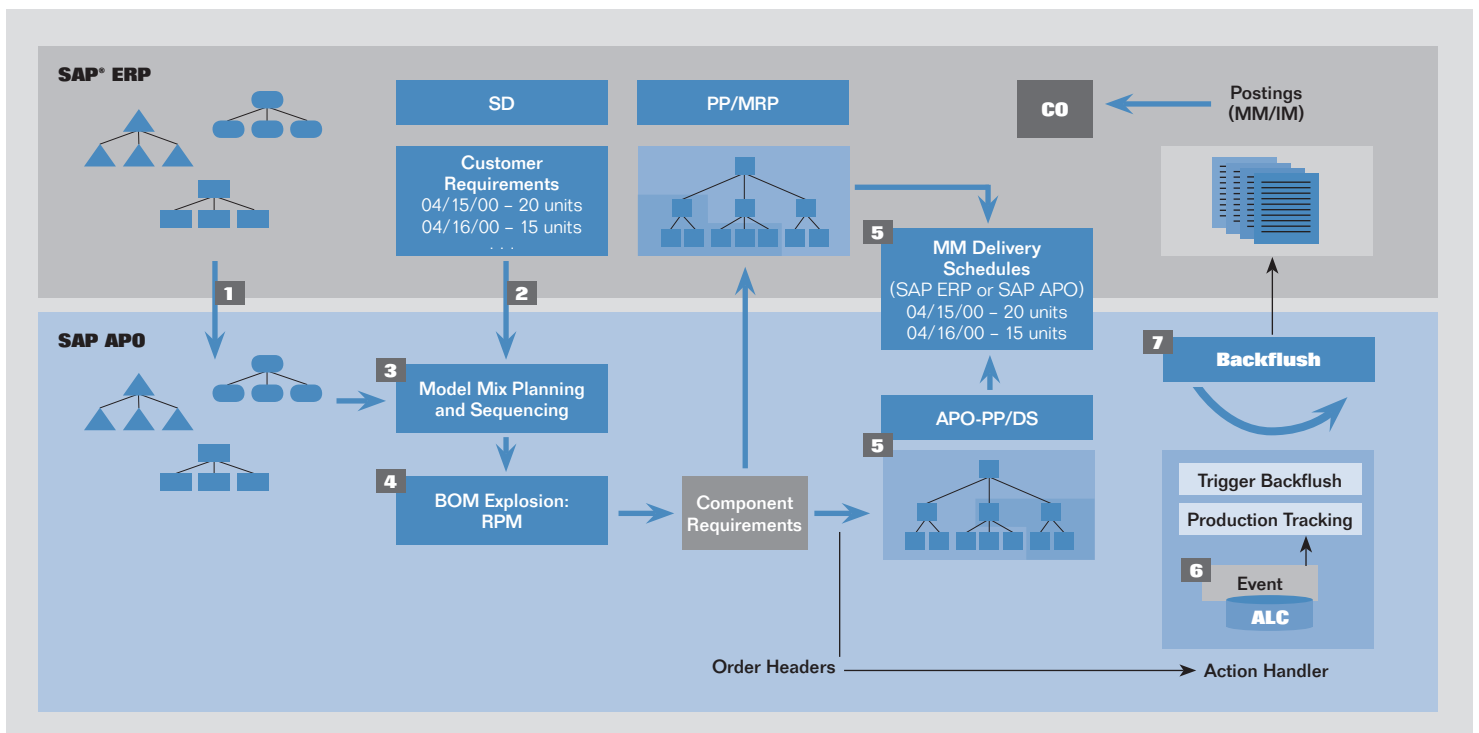 SAP® ERP
SD
PP/MRP
CO
Postings
(MM/IM)
Customer
Requirements
04/15/00 – 20 units
04/16/00 – 15 units
. . .
1
2
5
MM Delivery
Schedules
(SAP ERP or SAP APO)
04/15/00 – 20 units
04/16/00 – 15 units
SAP APO
3
Model Mix Planning
and Sequencing
7
Backflush
4
BOM Explosion:
RPM
Component
Requirements
APO-PP/DS
5
Trigger Backflush
Production Tracking
6
Event
ALC
Order Headers
Action Handler